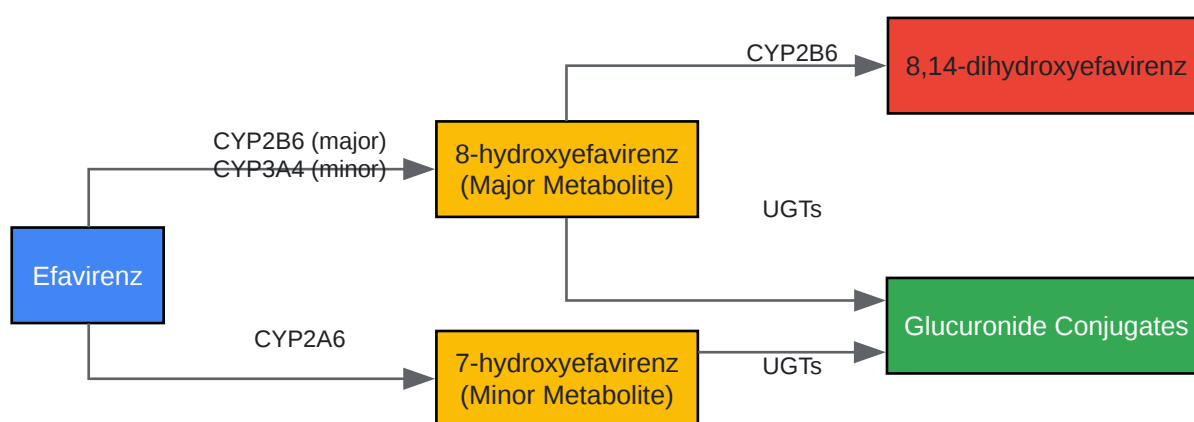 CYP2B6
8,14-dihydroxyefavirenz
CYP2B6 (major)
CYP3A4 (minor)
8-hydroxyefavirenz
(Major Metabolite)
UGTs
Efavirenz
Glucuronide Conjugates
CYP2A6
7-hydroxyefavirenz
(Minor Metabolite)
UGTs